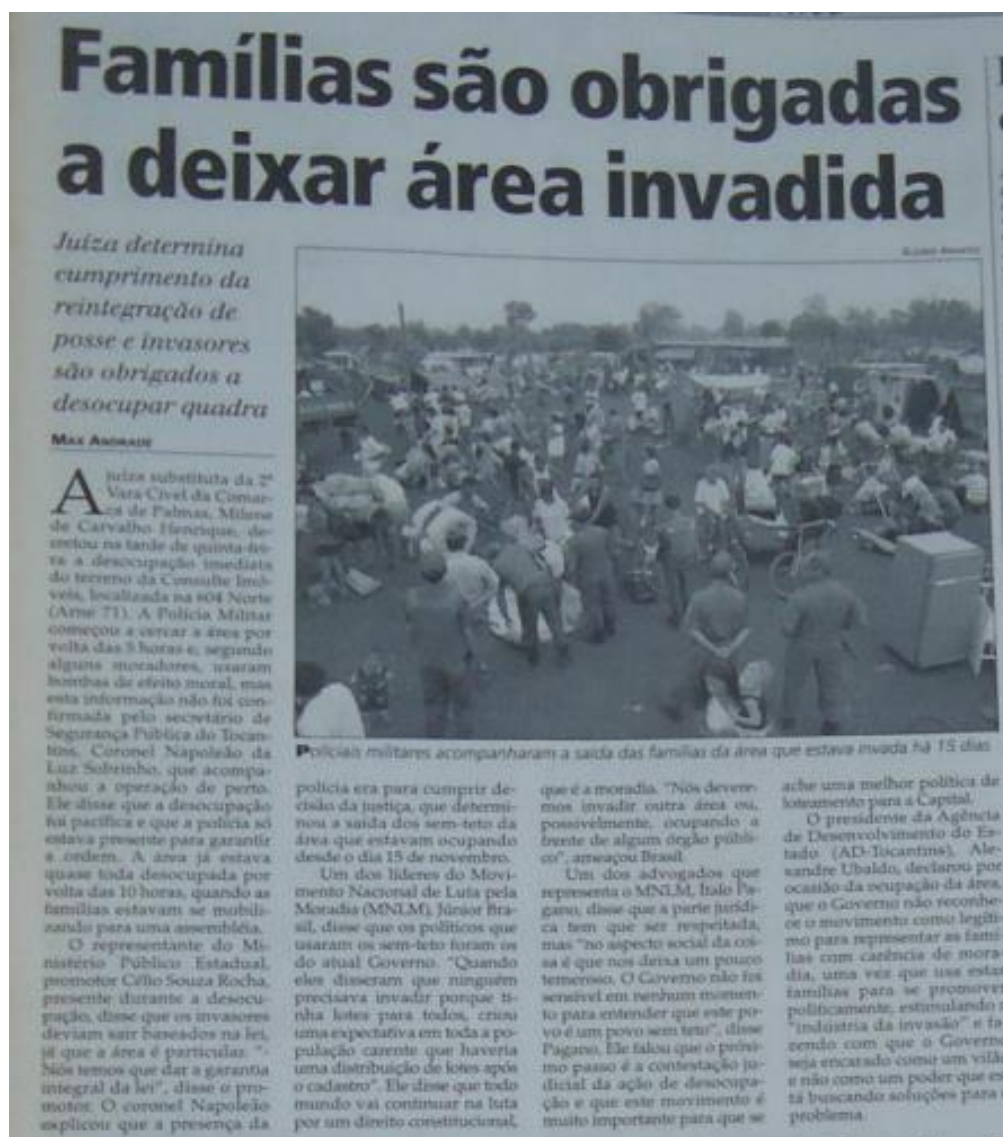 Famílias são obrigadas
a deixar área invadida
Juíza determina
cumprimento da
reintegração de
posse e invasores
são obrigados a
desocupar quadra
MAX ANDRADE
A juíza substituta da 2ª
Vara Cível da Comar-
ca de Palmas, Milene
de Carvalho Henrique, de-
cretou na tarde de quinta-fei-
ra a desocupação imediata
do terreno da Consulte Imó-
veis, localizada na 604 Norte
(Arne 71). A Polícia Militar
começou a cercar a área por
volta das 5 horas e, segundo
alguns moradores, usaram
bombas de efeito moral, mas
esta informação não foi con-
firmada pelo secretário de
Segurança Pública do Tocan-
tins, Coronel Napoleão da
Luz Sobrinho, que acompa-
nhou a operação de perto.
Ele disse que a desocupação
foi pacífica e que a polícia só
estava presente para garantir
a ordem. A área já estava
quase toda desocupada por
volta das 10 horas, quando as
famílias estavam se mobili-
zando para uma assembléia.
O representante do Mi-
nistério Público Estadual,
promotor Célio Souza Rocha,
presente durante a desocu-
pação, disse que os invasores
deviam sair baseados na lei,
já que a área é particular. "-
Nós temos que dar a garantia
integral da lei", disse o pro-
motor. O coronel Napoleão
explicou que a presença da
Policiais militares acompanharam a saída das famílias da área que estava invada há 15 dias
polícia era para cumprir de-
cisão da justiça, que determi-
nou a saída dos sem-teto da
área que estavam ocupando
desde o dia 15 de novembro.
Um dos líderes do Movi-
mento Nacional de Luta pela
Moradia (MNLM), Júnior Bra-
sil, disse que os políticos que
usaram os sem-teto foram os
do atual Governo. "Quando
eles disseram que ninguém
precisava invadir porque ti-
nha lotes para todos, criou
uma expectativa em toda a po-
pulação carente que haveria
uma distribuição de lotes após
o cadastro". Ele disse que todo
mundo vai continuar na luta
por um direito constitucional,
que é a moradia. "Nós devere-
mos invadir outra área ou,
possivelmente, ocupando a
frente de algum órgão públi-
co", ameaçou Brasil.
Um dos advogados que
representa o MNLM, Ítalo Pa-
gano, disse que a parte jurídi-
ca tem que ser respeitada,
mas "no aspecto social da coi-
sa é que nos deixa um pouco
temeroso. O Governo não foi
sensível em nenhum momen-
to para entender que este po-
vo é um povo sem teto", disse
Pagano. Ele falou que o próxi-
mo passo é a contestação ju-
dicial da ação de desocupa-
ção e que este movimento é
muito importante para que se
ache uma melhor política de
loteamento para a Capital.
O presidente da Agência
de Desenvolvimento do Es-
tado (AD-Tocantins), Ale-
xandre Ubaldo, declarou por
ocasião da ocupação da área,
que o Governo não reconhe-
ce o movimento como legíti-
mo para representar as famí-
lias com carência de mora-
dia, uma vez que usa estas
famílias para se promover
politicamente, estimulando a
"indústria da invasão" e fa-
zendo com que o Governo
seja encarado como um vilão
e não como um poder que es-
tá buscando soluções para o
problema.